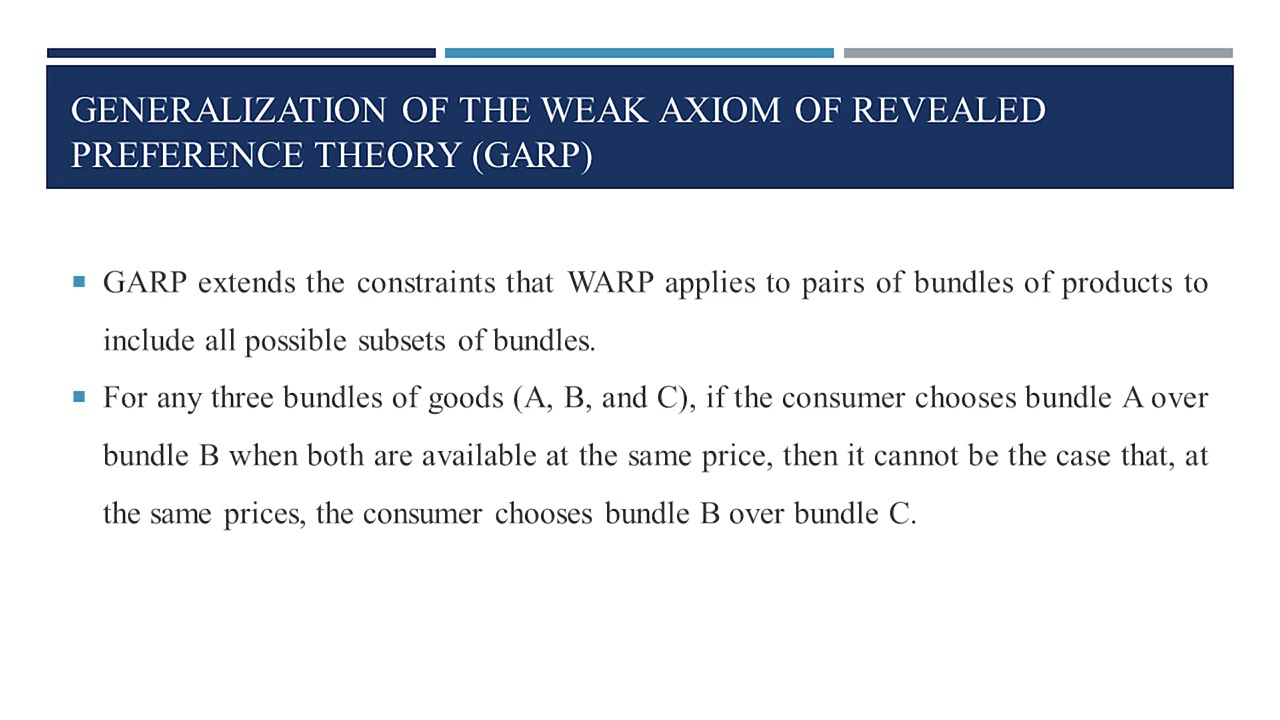 GENERALIZATION OF THE WEAK AXIOM OF REVEALED
PREFERENCE THEORY (GARP)
GARP extends the constraints that WARP applies to pairs of bundles of products to
include all possible subsets of bundles.
For any three bundles of goods (A, B, and C), if the consumer chooses bundle A over
bundle B when both are available at the same price, then it cannot be the case that, at
the same prices, the consumer chooses bundle B over bundle C.